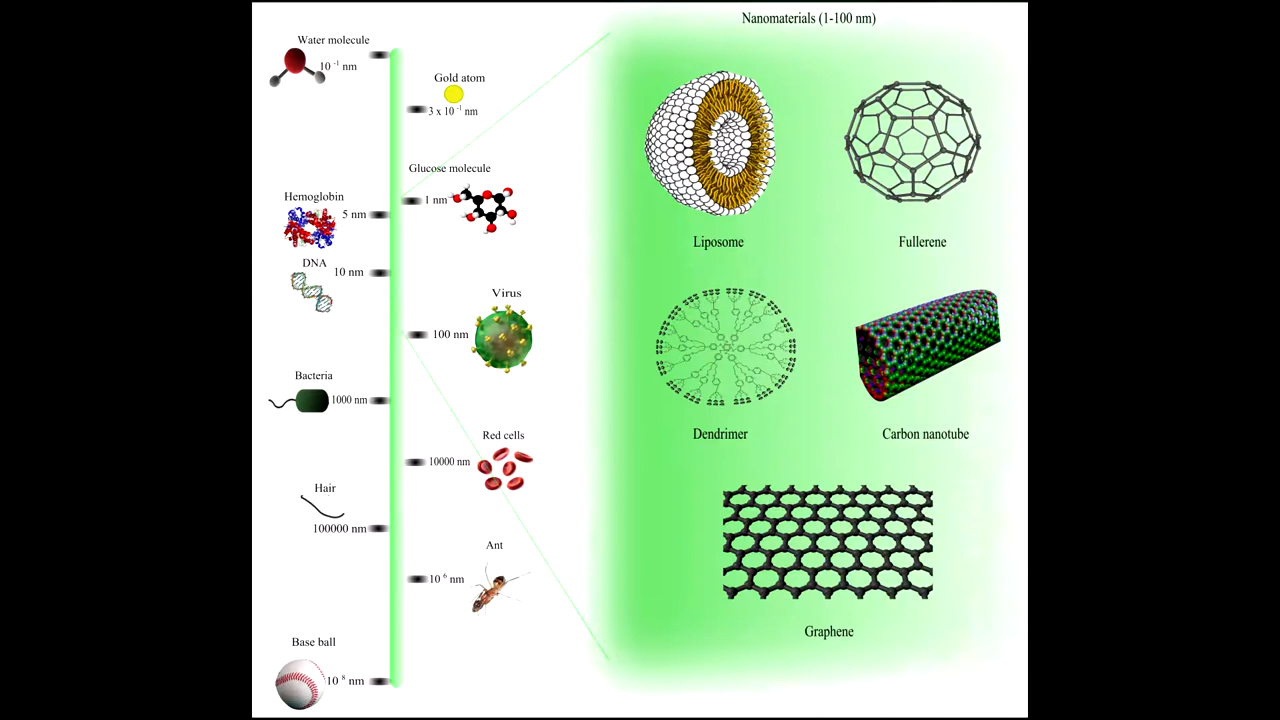 Nanomaterials (1-100 nm)
Water molecule
10 -1 nm
Gold atom
3 x 10 -1 nm
Glucose molecule
1 nm
Hemoglobin
5 nm
DNA
10 nm
Virus
100 nm
Bacteria
1000 nm
Red cells
10000 nm
Hair
100000 nm
Ant
10 6 nm
Base ball
10 8 nm
Liposome
Fullerene
Dendrimer
Carbon nanotube
Graphene